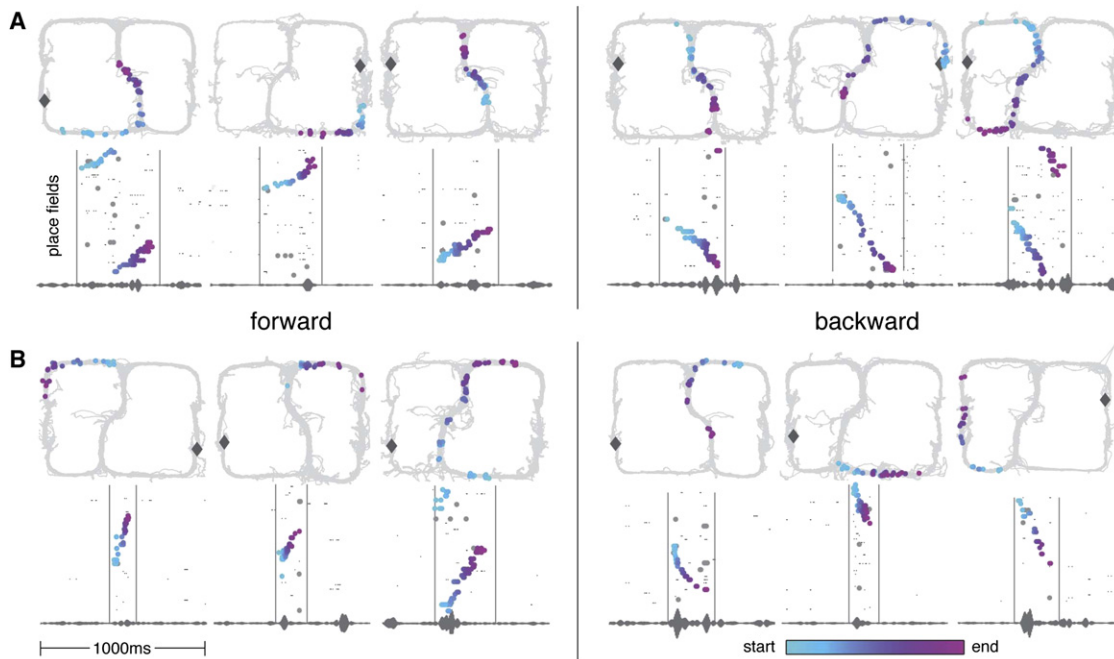 A
place fields
forward
backward
B
1000ms
start
end